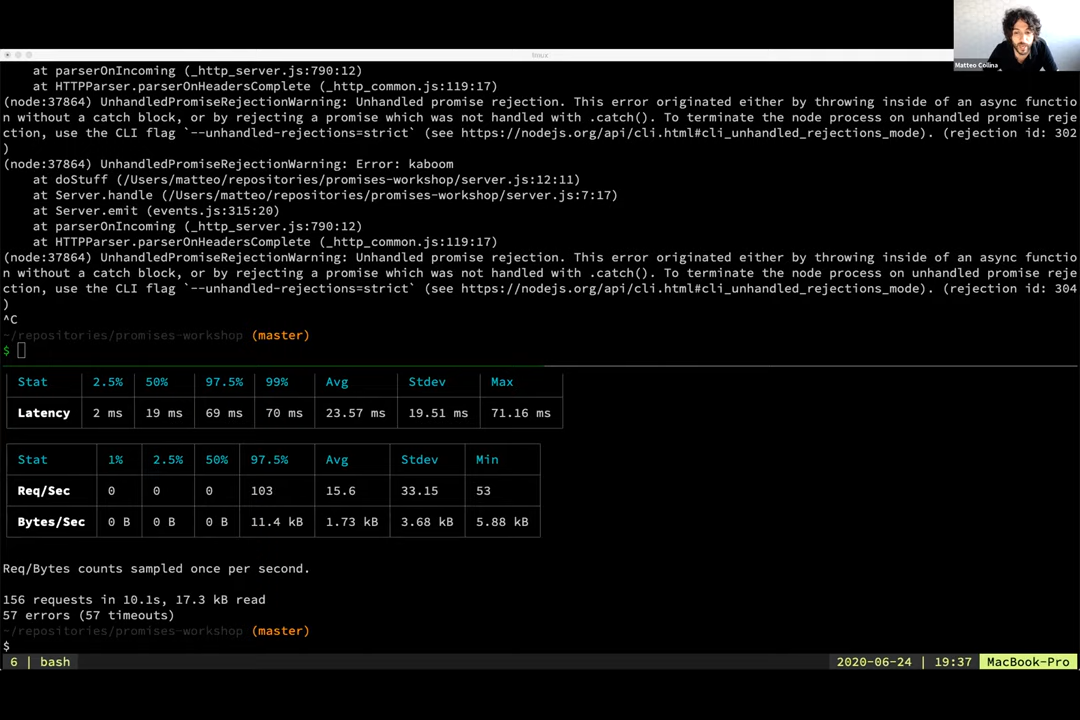 linux
Matteo Collina
at parserOnIncoming (_http_server.js:790:12)
at HTTPParser.parserOnHeadersComplete (_http_common.js:119:17)
(node:37864) UnhandledPromiseRejectionWarning: Unhandled promise rejection. This error originated either by throwing inside of an async functio
n without a catch block, or by rejecting a promise which was not handled with .catch(). To terminate the node process on unhandled promise reje
ction, use the CLI flag `--unhandled-rejections=strict` (see https://nodejs.org/api/cli.html#cli_unhandled_rejections_mode). (rejection id: 302
)
(node:37864) UnhandledPromiseRejectionWarning: Error: kaboom
at doStuff (/Users/matteo/repositories/promises-workshop/server.js:12:11)
at Server.handle (/Users/matteo/repositories/promises-workshop/server.js:7:17)
at Server.emit (events.js:315:20)
at parserOnIncoming (_http_server.js:790:12)
at HTTPParser.parserOnHeadersComplete (_http_common.js:119:17)
(node:37864) UnhandledPromiseRejectionWarning: Unhandled promise rejection. This error originated either by throwing inside of an async functio
n without a catch block, or by rejecting a promise which was not handled with .catch(). To terminate the node process on unhandled promise reje
ction, use the CLI flag `--unhandled-rejections=strict` (see https://nodejs.org/api/cli.html#cli_unhandled_rejections_mode). (rejection id: 304
)
^C
~/repositories/promises-workshop (master)
$
Stat 2.5% 50% 97.5% 99% Avg Stdev Max
Latency 2 ms 19 ms 69 ms 70 ms 23.57 ms 19.51 ms 71.16 ms
Stat 1% 2.5% 50% 97.5% Avg Stdev Min
Req/Sec 0 0 0 103 15.6 33.15 53
Bytes/Sec 0 B 0 B 0 B 11.4 kB 1.73 kB 3.68 kB 5.88 kB
Req/Bytes counts sampled once per second.
156 requests in 10.1s, 17.3 kB read
57 errors (57 timeouts)
~/repositories/promises-workshop (master)
$
6 | bash 2020-06-24 | 19:37 MacBook-Pro